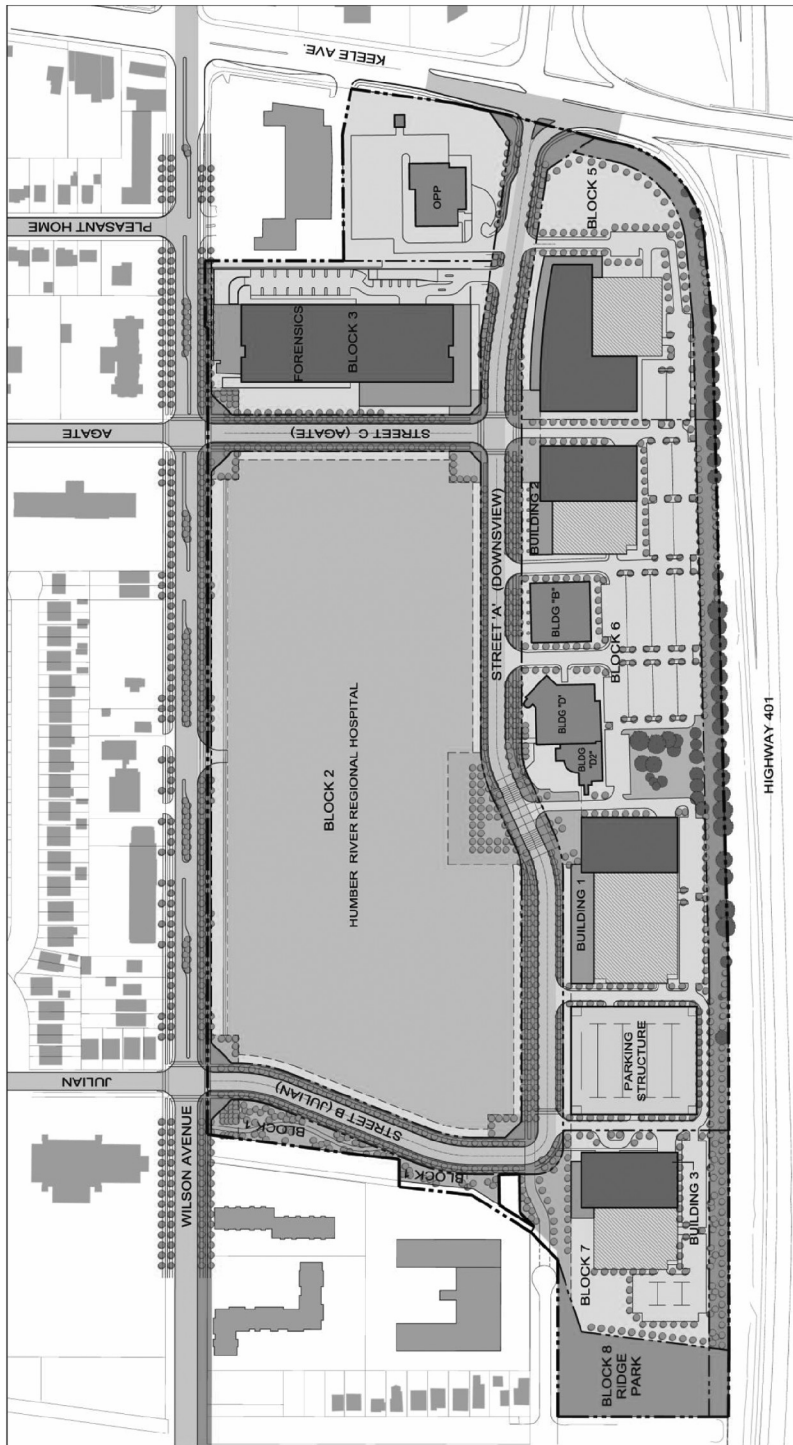 KEELE AVE.
PLEASANT HOME
OPP
BLOCK 5
FORENSICS
BLOCK 3
AGATE
STREET C (AGATE)
BUILDING 2
STREET 'A' (DOWNSVIEW)
BLDG "B"
BLOCK 6
BLDG "D"
BLDG
"D2"
BLOCK 2
HUMBER RIVER REGIONAL HOSPITAL
HIGHWAY 401
BUILDING 1
PARKING
STRUCTURE
JULIAN
STREET B (JULIAN)
BLOCK 1
BLOCK 1
WILSON AVENUE
BUILDING 3
BLOCK 7
BLOCK 8
RIDGE
PARK